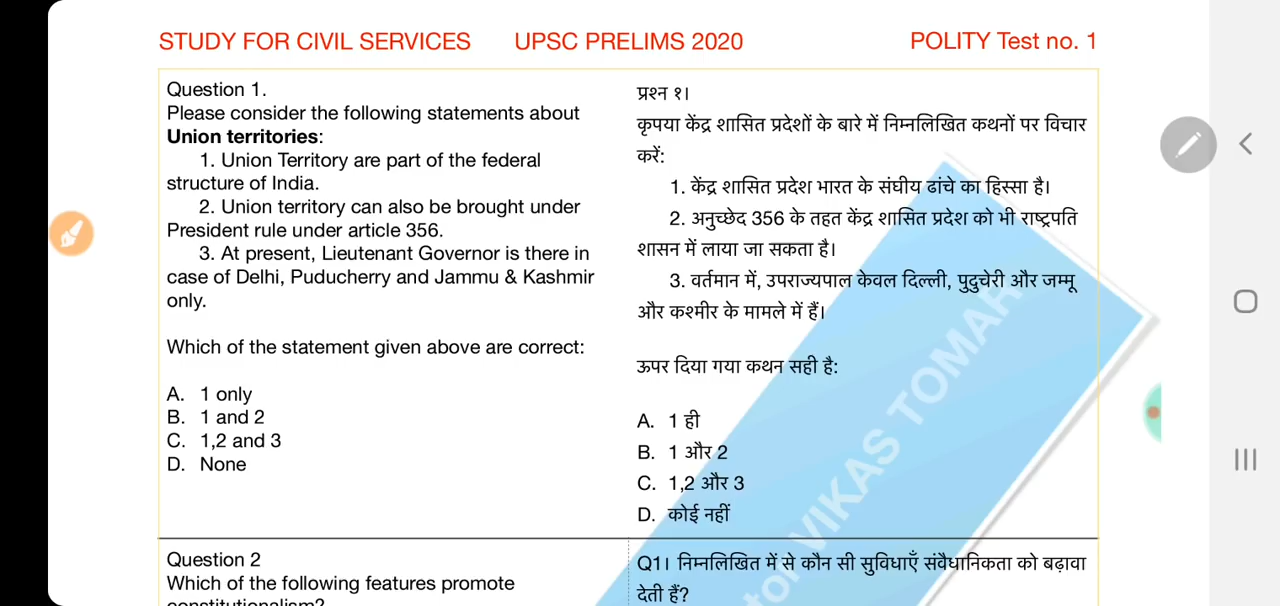 STUDY FOR CIVIL SERVICES UPSC PRELIMS 2020 POLITY Test no. 1
Question 1.
Please consider the following statements about
Union territories:
1. Union Territory are part of the federal
structure of India.
2. Union territory can also be brought under
President rule under article 356.
3. At present, Lieutenant Governor is there in
case of Delhi, Puducherry and Jammu & Kashmir
only.
Which of the statement given above are correct:
A. 1 only
B. 1 and 2
C. 1,2 and 3
D. None
प्रश्न १।
कृपया केंद्र शासित प्रदेशों के बारे में निम्नलिखित कथनों पर विचार
करें:
1. केंद्र शासित प्रदेश भारत के संघीय ढांचे का हिस्सा है।
2. अनुच्छेद 356 के तहत केंद्र शासित प्रदेश को भी राष्ट्रपति
शासन में लाया जा सकता है।
3. वर्तमान में, उपराज्यपाल केवल दिल्ली, पुदुचेरी और जम्मू
और कश्मीर के मामले में हैं।
ऊपर दिया गया कथन सही है:
A. 1 ही
B. 1 और 2
C. 1,2 और 3
D. कोई नहीं
Question 2
Which of the following features promote
constitutionalism?
Q1। निम्नलिखित में से कौन सी सुविधाएँ संवैधानिकता को बढ़ावा
देती हैं?
VIKAS TOMAR